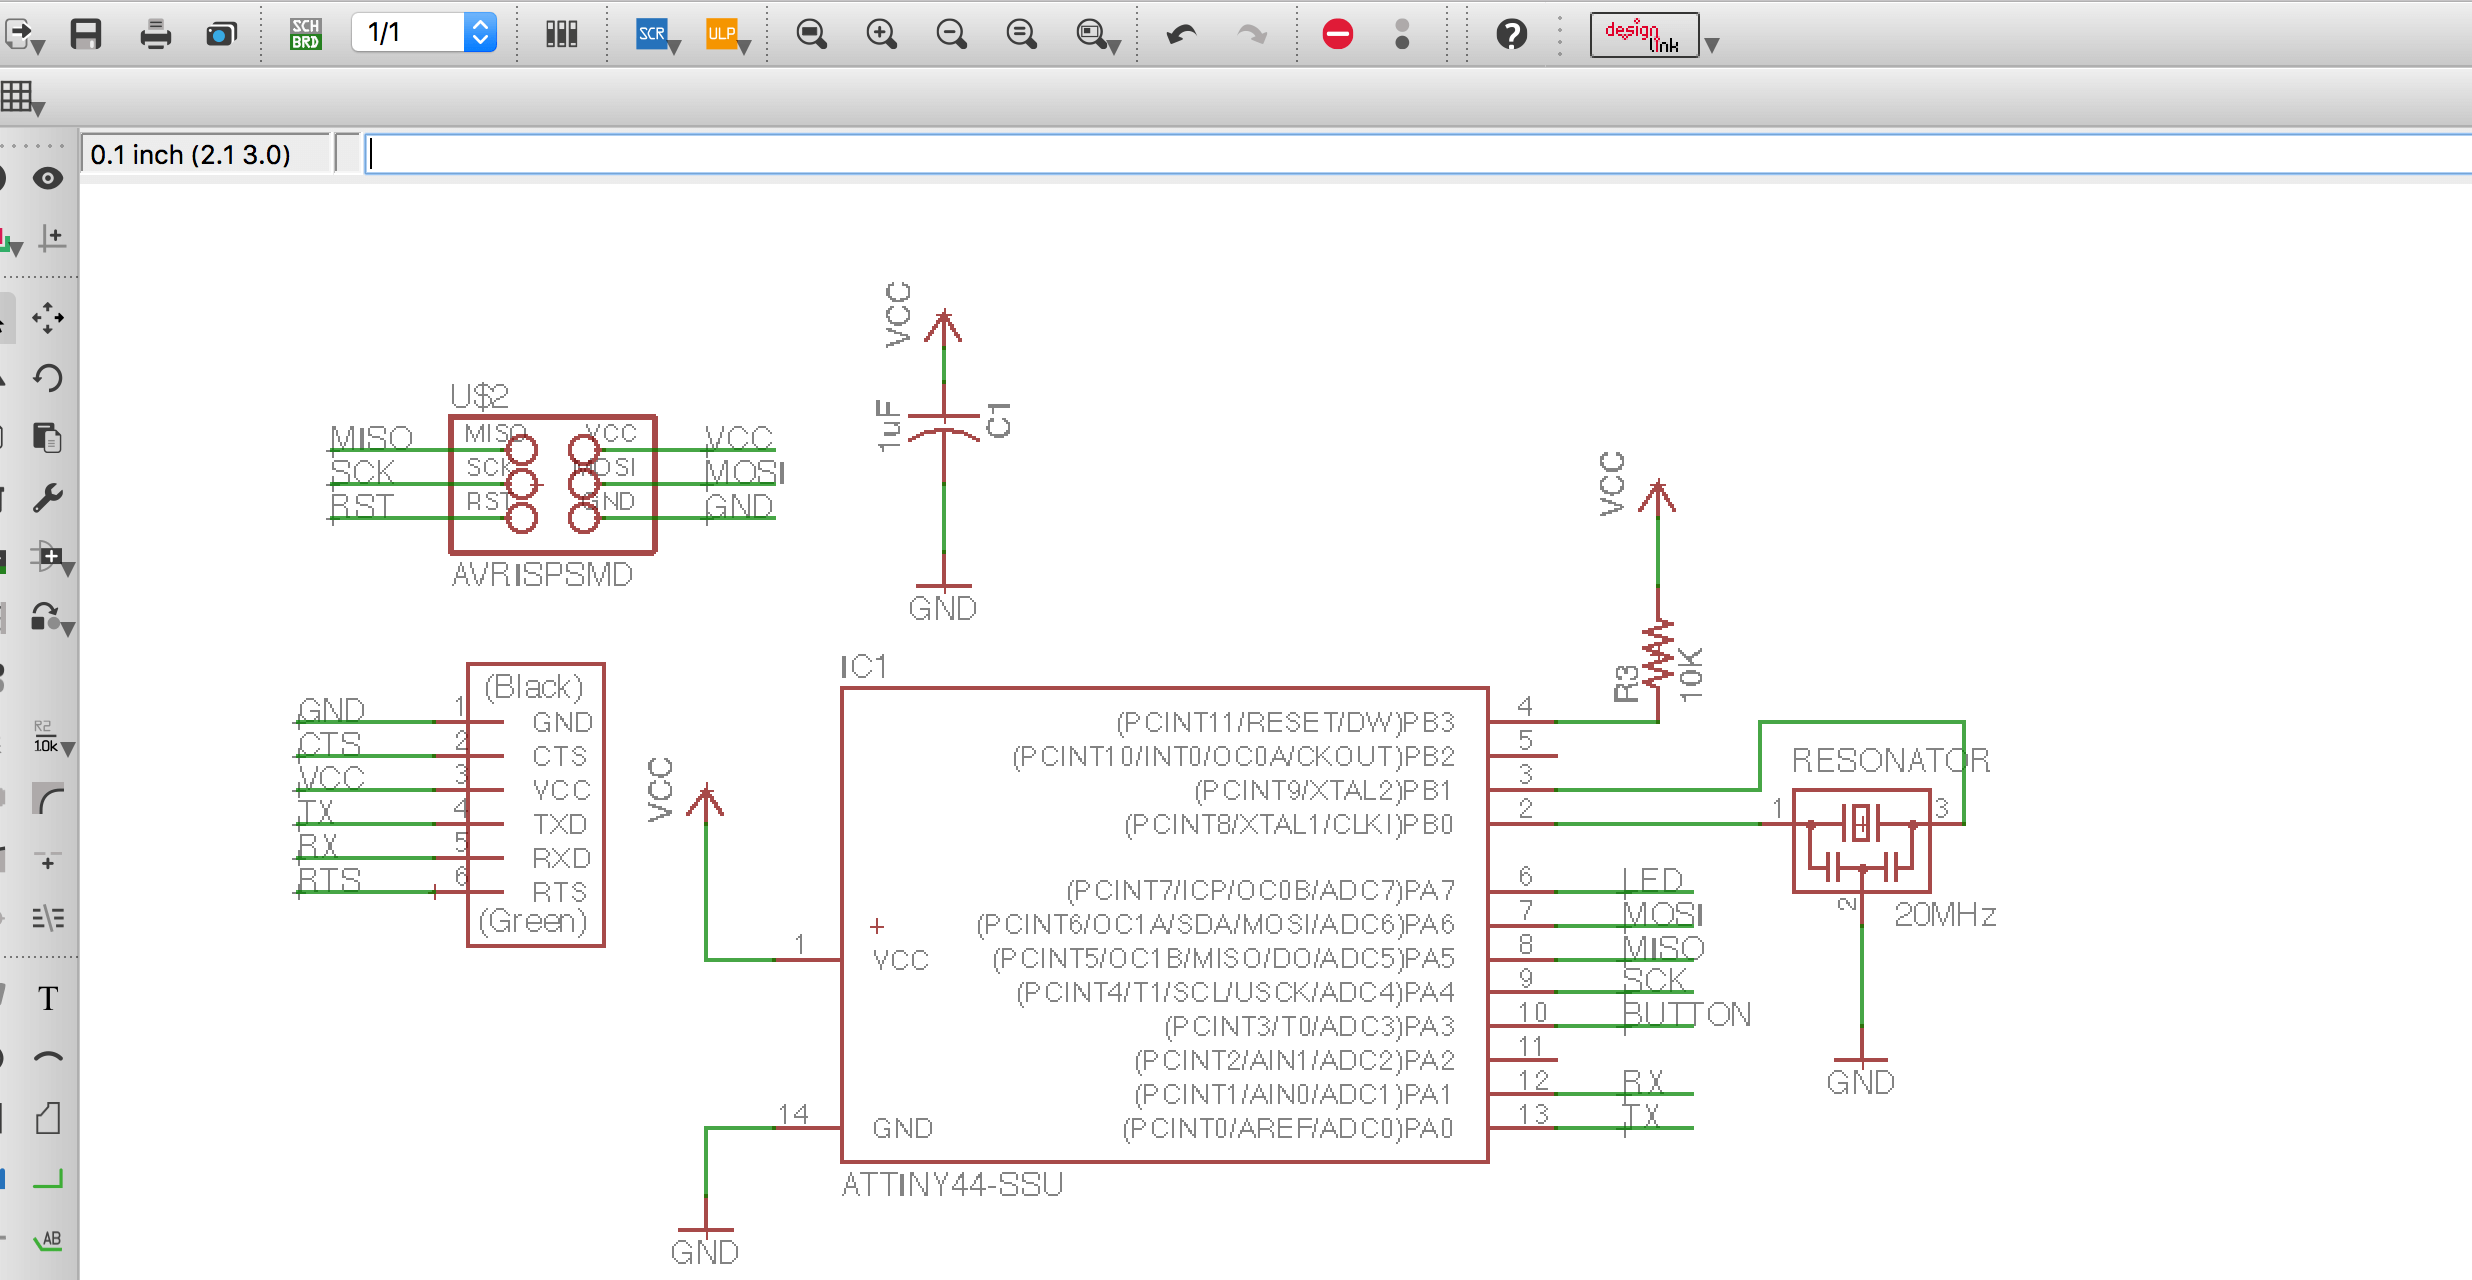 SCH
BRD
1/1
SCR
ULP
design
link
0.1 inch (2.1 3.0)
R2
10k
T
AB
VCC
1uF
C1
GND
U$2
MISO
SCK
RST
MISO
SCK
RST
VCC
MOSI
GND
VCC
MOSI
GND
AVRISPSMD
(Black)
GND 1 GND
CTS 2 CTS
VCC 3 VCC
TX 4 TXD
RX 5 RXD
RTS 6 RTS
(Green)
VCC
1 VCC
14 GND
GND
IC1
(PCINT11/RESET/DW)PB3 4
(PCINT10/INT0/OC0A/CKOUT)PB2 5
(PCINT9/XTAL2)PB1 3
(PCINT8/XTAL1/CLKI)PB0 2
(PCINT7/ICP/OC0B/ADC7)PA7 6 LED
(PCINT6/OC1A/SDA/MOSI/ADC6)PA6 7 MOSI
(PCINT5/OC1B/MISO/DO/ADC5)PA5 8 MISO
(PCINT4/T1/SCL/USCK/ADC4)PA4 9 SCK
(PCINT3/T0/ADC3)PA3 10 BUTTON
(PCINT2/AIN1/ADC2)PA2 11
(PCINT1/AIN0/ADC1)PA1 12 RX
(PCINT0/AREF/ADC0)PA0 13 TX
ATTINY44-SSU
VCC
R3
10K
RESONATOR
1
3
2
20MHz
GND